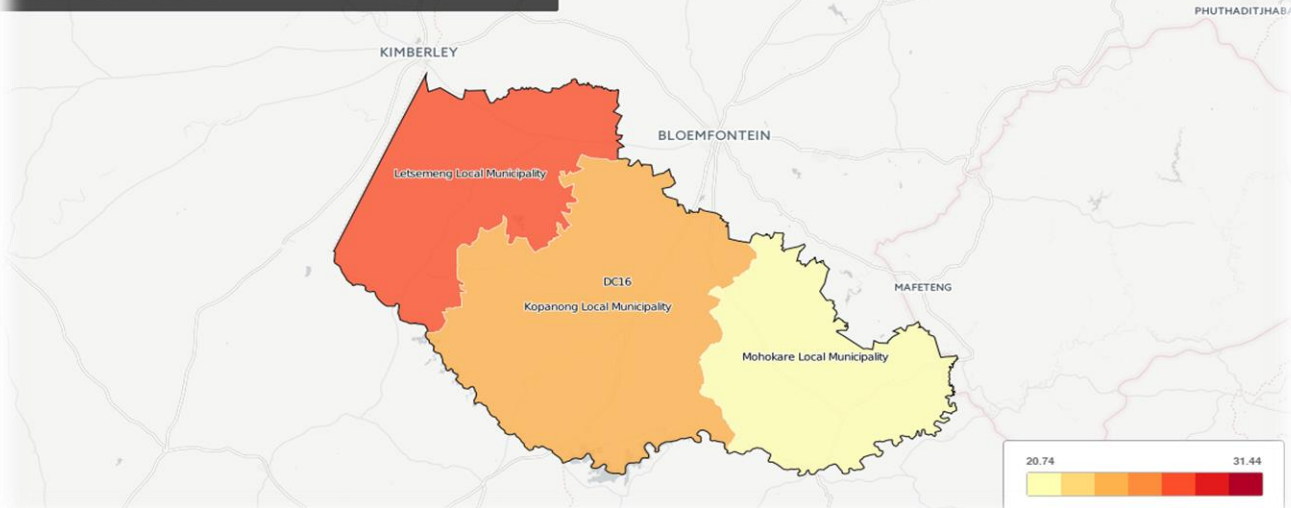 PHUTHADITJHABA
KIMBERLEY
BLOEMFONTEIN
Letsemeng Local Municipality
DC16
MAFETENG
Kopanong Local Municipality
Mohokare Local Municipality
20.74 31.44